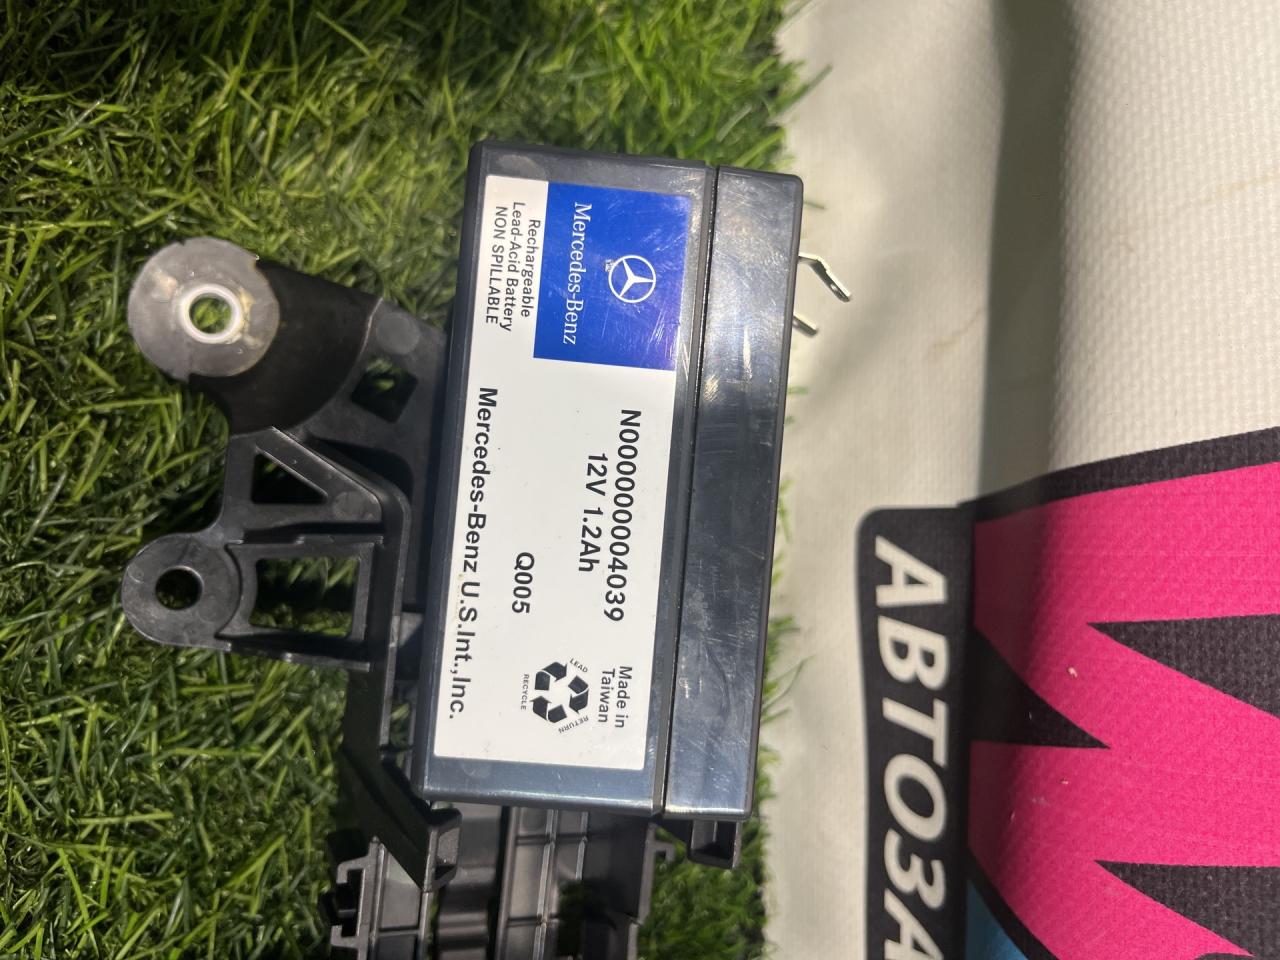 Mercedes-Benz
Rechargeable
Lead-Acid Battery
NON SPILLABLE
N000000004039
12V 1.2Ah
Q005
Made in
Taiwan
LEAD
RETURN
RECYCLE
Mercedes-Benz U.S.Int.,Inc.